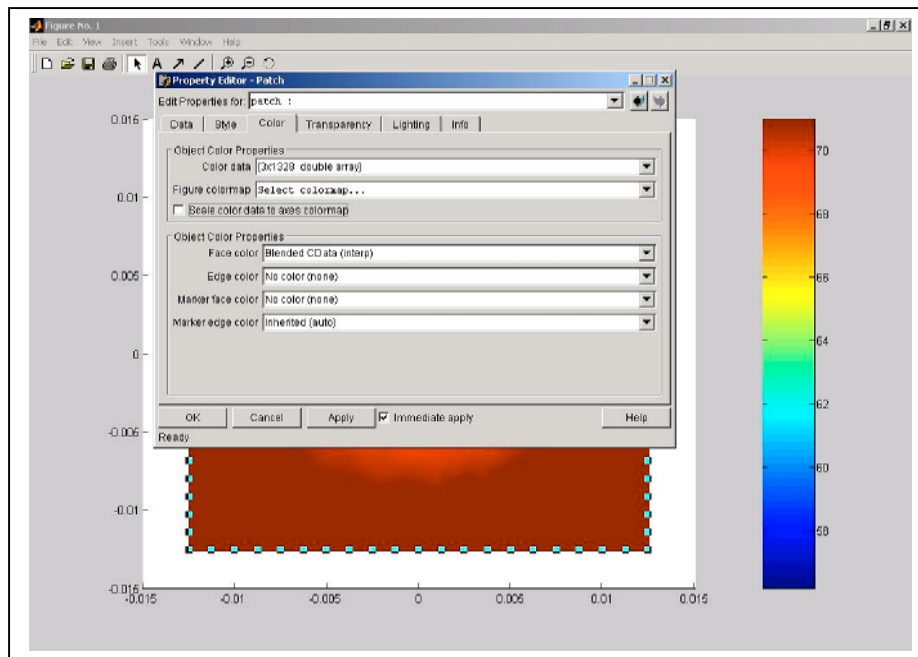 Figure No. 1
File Edit View Insert Tools Window Help
Property Editor - Patch
Edit Properties for: patch :
Data Style Color Transparency Lighting Info
Object Color Properties
Color data (3x1328 double array)
Figure colormap Select colormap...
Scale color data to axes colormap
Object Color Properties
Face color Blended CData (interp)
Edge color No color (none)
Marker face color No color (none)
Marker edge color Inherited (auto)
OK Cancel Apply Immediate apply Help
Ready
0.015
0.01
0.005
0
-0.005
-0.01
-0.015
-0.015 -0.01 -0.005 0 0.005 0.01 0.015
70
68
66
64
62
60
58